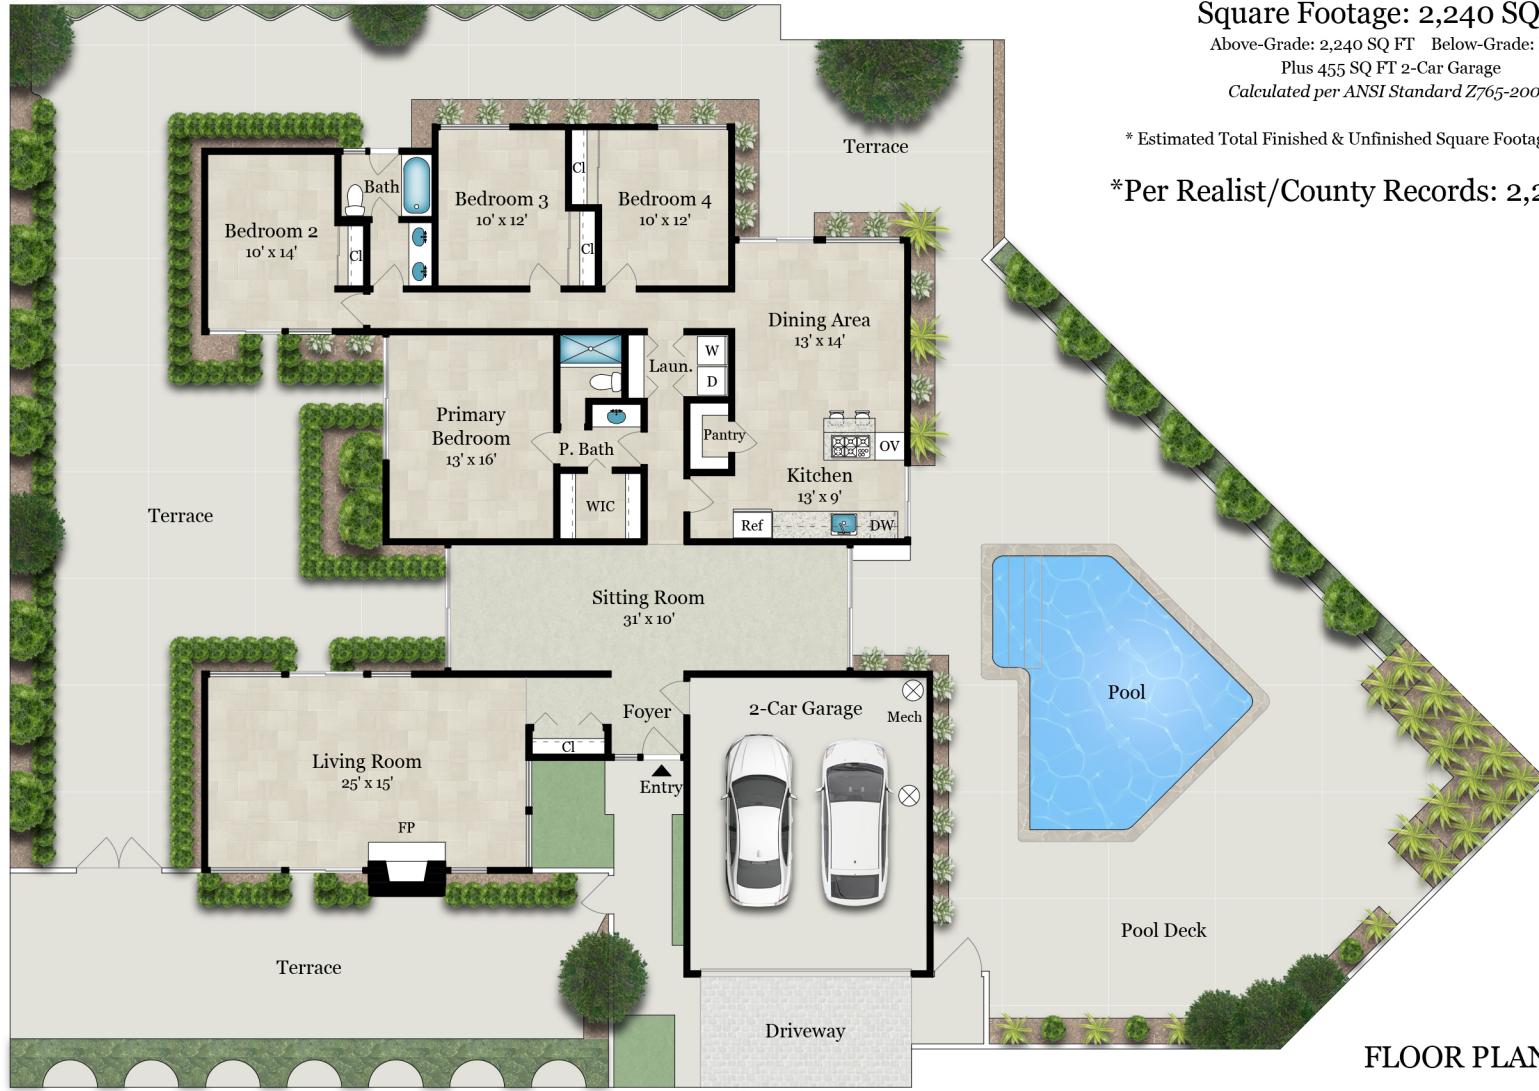 Square Footage: 2,240 SQ
Above-Grade: 2,240 SQ FT Below-Grade:
Plus 455 SQ FT 2-Car Garage
Calculated per ANSI Standard Z765-200
* Estimated Total Finished & Unfinished Square Footag
*Per Realist/County Records: 2,2
Terrace
Bath
Bedroom 3
10' x 12'
Cl
Bedroom 4
10' x 12'
Bedroom 2
10' x 14'
Cl
Cl
Dining Area
13' x 14'
W
Laun.
D
Primary
Bedroom
13' x 16'
P. Bath
Pantry
OV
Kitchen
13' x 9'
WIC
Ref
DW
Terrace
Sitting Room
31' x 10'
Pool
Foyer
2-Car Garage
Mech
Cl
Living Room
25' x 15'
Entry
FP
Pool Deck
Terrace
Driveway
FLOOR PLAN